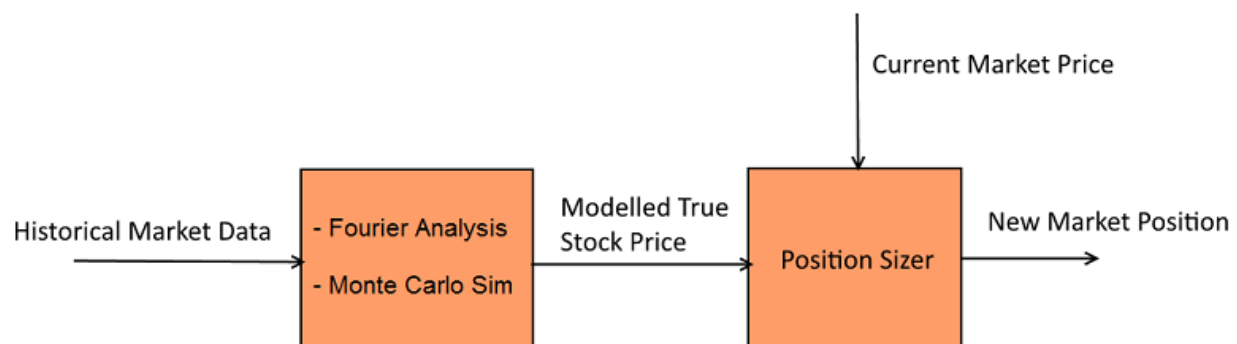 Current Market Price
Historical Market Data
- Fourier Analysis
- Monte Carlo Sim
Modelled True
Stock Price
Position Sizer
New Market Position